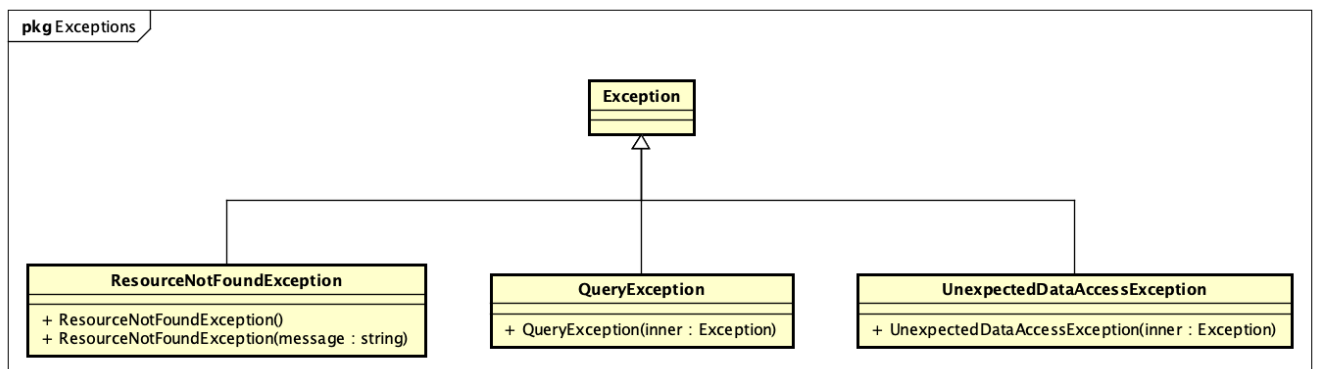 pkg Exceptions
Exception
ResourceNotFoundException
+ ResourceNotFoundException()
+ ResourceNotFoundException(message : string)
QueryException
+ QueryException(inner : Exception)
UnexpectedDataAccessException
+ UnexpectedDataAccessException(inner : Exception)